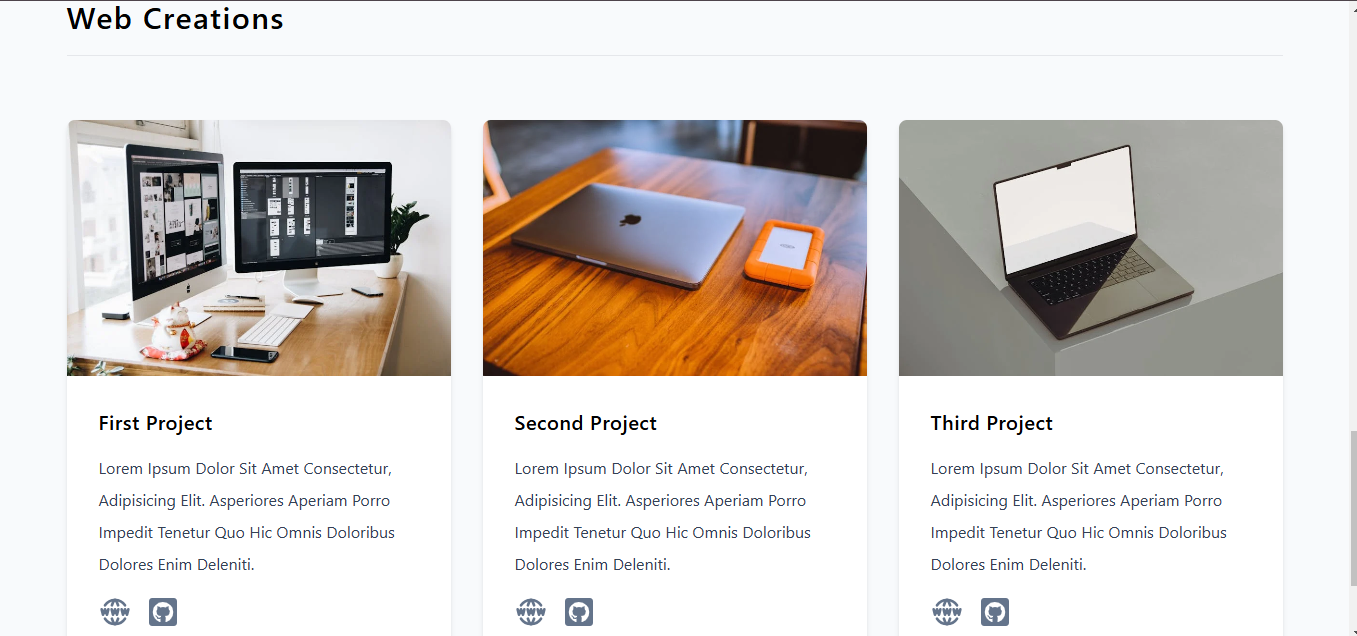 Web Creations
First Project
Lorem Ipsum Dolor Sit Amet Consectetur,
Adipisicing Elit. Asperiores Aperiam Porro
Impedit Tenetur Quo Hic Omnis Doloribus
Dolores Enim Deleniti.
WWW
Second Project
Lorem Ipsum Dolor Sit Amet Consectetur,
Adipisicing Elit. Asperiores Aperiam Porro
Impedit Tenetur Quo Hic Omnis Doloribus
Dolores Enim Deleniti.
WWW
Third Project
Lorem Ipsum Dolor Sit Amet Consectetur,
Adipisicing Elit. Asperiores Aperiam Porro
Impedit Tenetur Quo Hic Omnis Doloribus
Dolores Enim Deleniti.
WWW